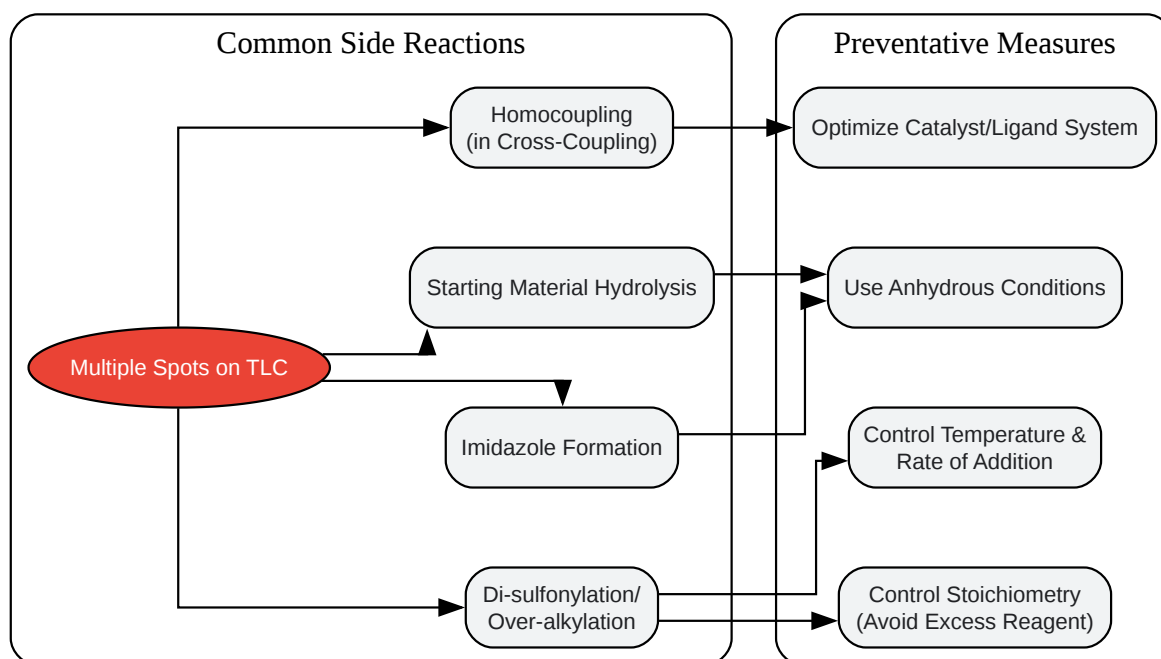 Common Side Reactions
Preventative Measures
Homocoupling
(in Cross-Coupling)
Optimize Catalyst/Ligand System
Starting Material Hydrolysis
Use Anhydrous Conditions
Multiple Spots on TLC
Imidazole Formation
Control Temperature &
Rate of Addition
Di-sulfonylation/
Over-alkylation
Control Stoichiometry
(Avoid Excess Reagent)